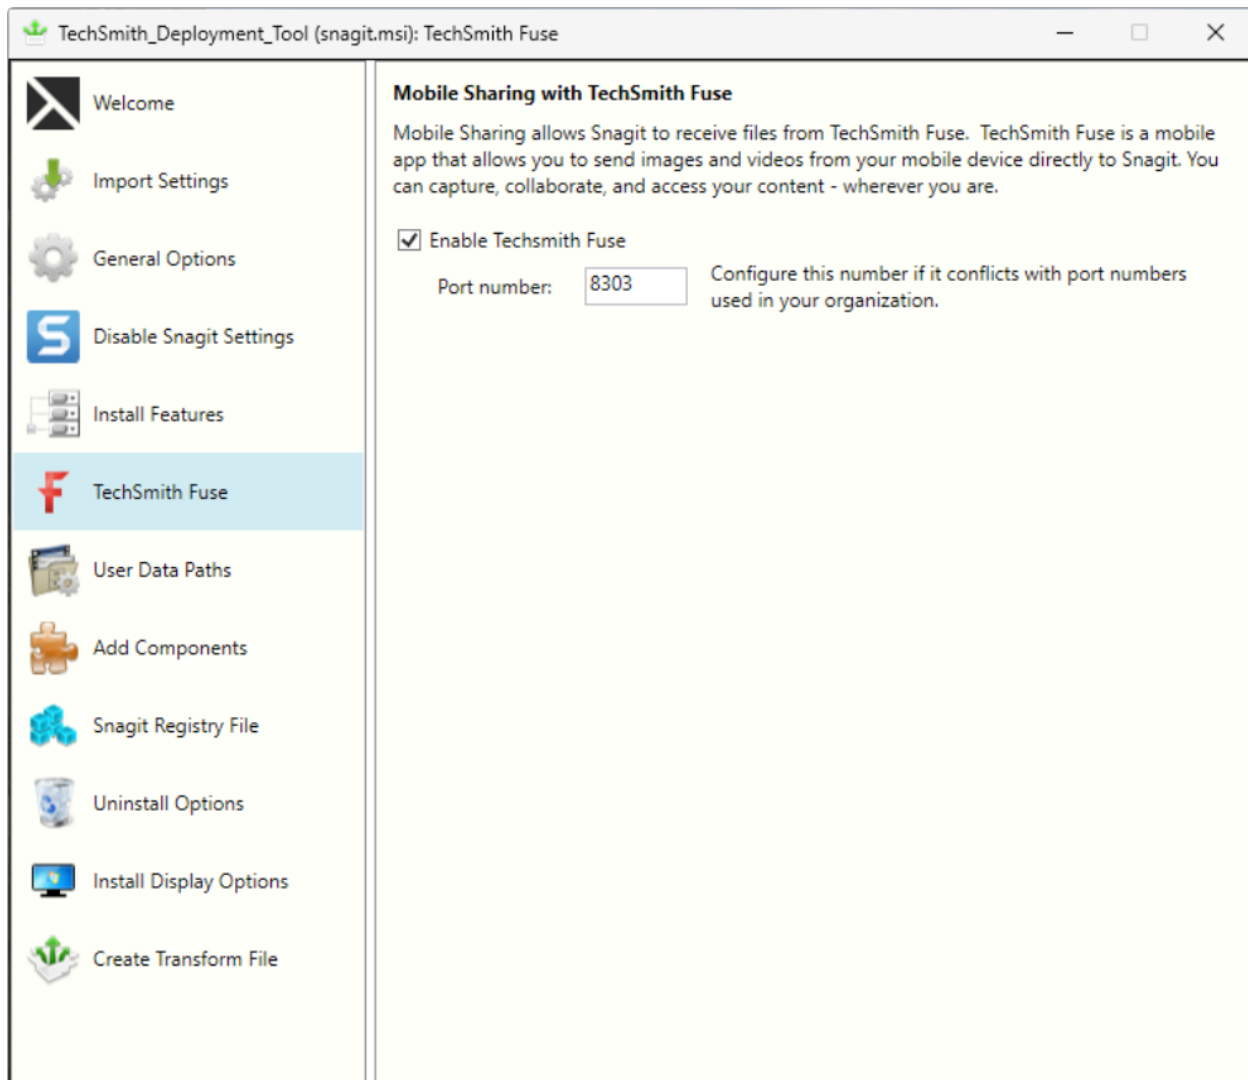 TechSmith_Deployment_Tool (snagit.msi): TechSmith Fuse
Welcome
Import Settings
General Options
Disable Snagit Settings
Install Features
TechSmith Fuse
User Data Paths
Add Components
Snagit Registry File
Uninstall Options
Install Display Options
Create Transform File
Mobile Sharing with TechSmith Fuse
Mobile Sharing allows Snagit to receive files from TechSmith Fuse.  TechSmith Fuse is a mobile
app that allows you to send images and videos from your mobile device directly to Snagit. You
can capture, collaborate, and access your content - wherever you are.
Enable Techsmith Fuse
Port number: 8303
Configure this number if it conflicts with port numbers
used in your organization.